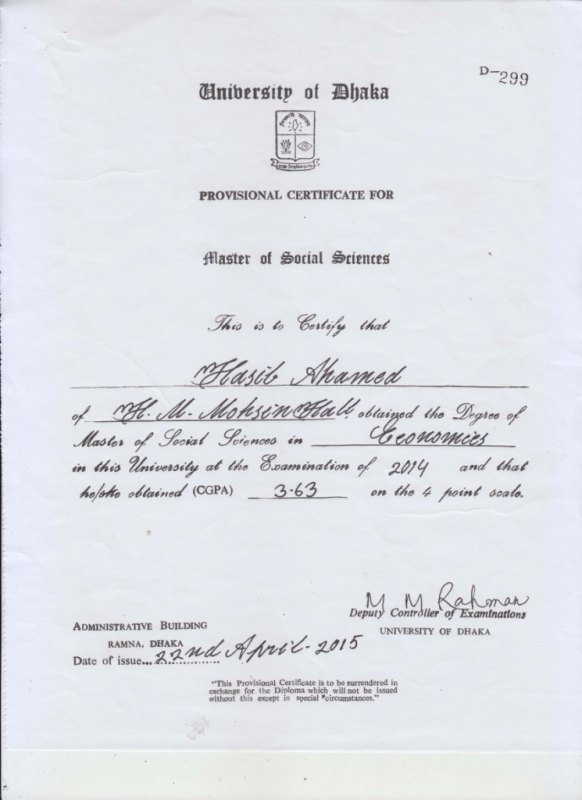 D-299
University of Dhaka
PROVISIONAL CERTIFICATE FOR
Master of Social Sciences
This is to Certify that
Hasib Ahamed
of H. M. Mohsin Hall obtained the Degree of
Master of Social Sciences in Economics
in this University at the Examination of 2014 and that
he/she obtained (CGPA) 3.63 on the 4 point scale.
M M Rahman
Deputy Controller of Examinations
UNIVERSITY OF DHAKA
ADMINISTRATIVE BUILDING
RAMNA, DHAKA
Date of issue... 22nd April-2015
"This Provisional Certificate is to be surrendered in
exchange for the Diploma which will not be issued
without this except in special circumstances."